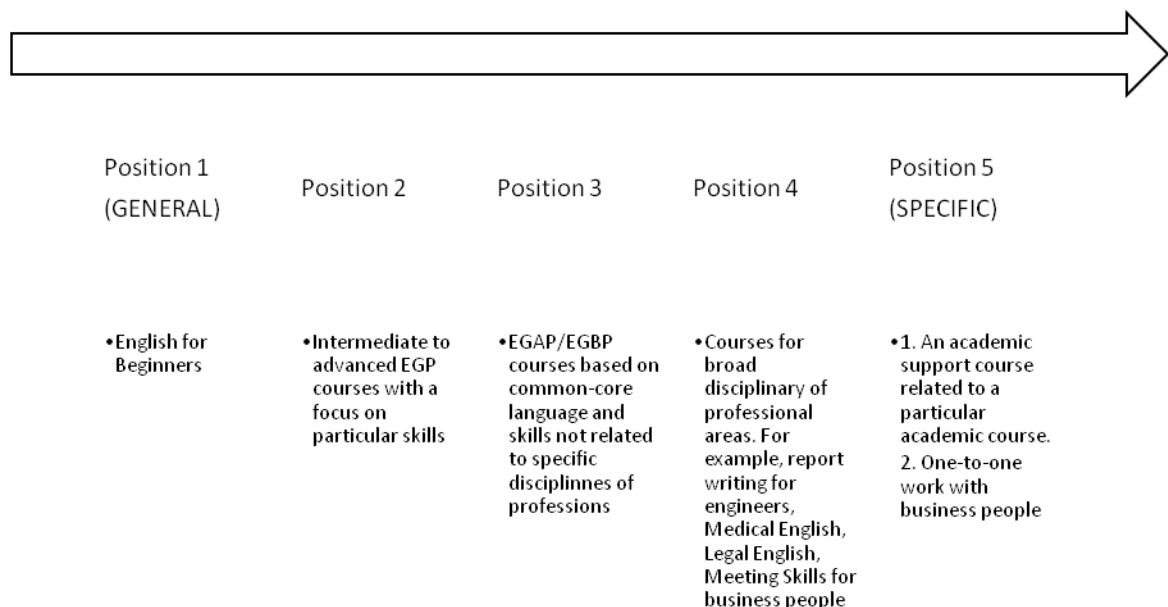 Position 1
(GENERAL)
Position 2
Position 3
Position 4
Position 5
(SPECIFIC)
•English for
Beginners
•Intermediate to
advanced EGP
courses with a
focus on
particular skills
•EGAP/EGBP
courses based on
common-core
language and
skills not related
to specific
disciplinnes of
professions
•Courses for
broad
disciplinary of
professional
areas. For
example, report
writing for
engineers,
Medical English,
Legal English,
Meeting Skills for
business people
•1. An academic
support course
related to a
particular
academic course.
2. One-to-one
work with
business people